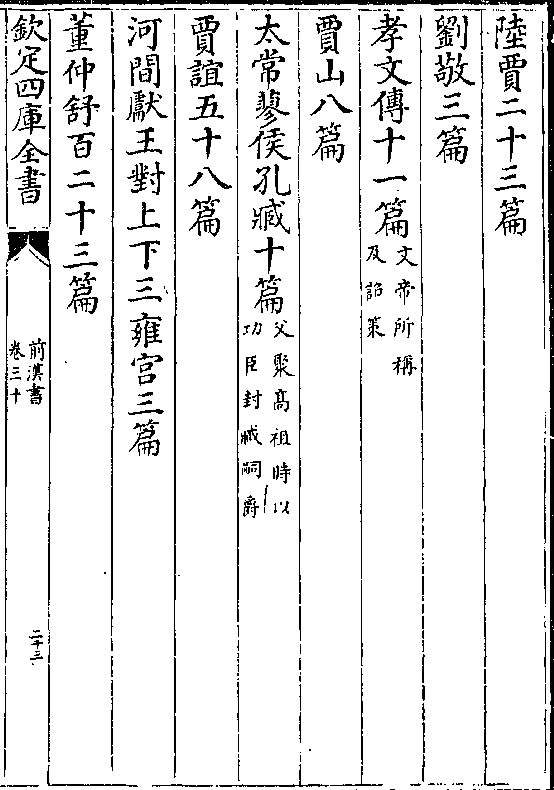 陸賈二十三篇
劉敬三篇
孝文傳十一篇文帝所稱及詔策
賈山八篇
太常蓼侯孔臧十篇父聚高祖時以功臣封臧嗣爵
賈誼五十八篇
河間獻王對上下三雍宫三篇
董仲舒百二十三篇
欽定四庫全書
前漢書
卷三十
二十三